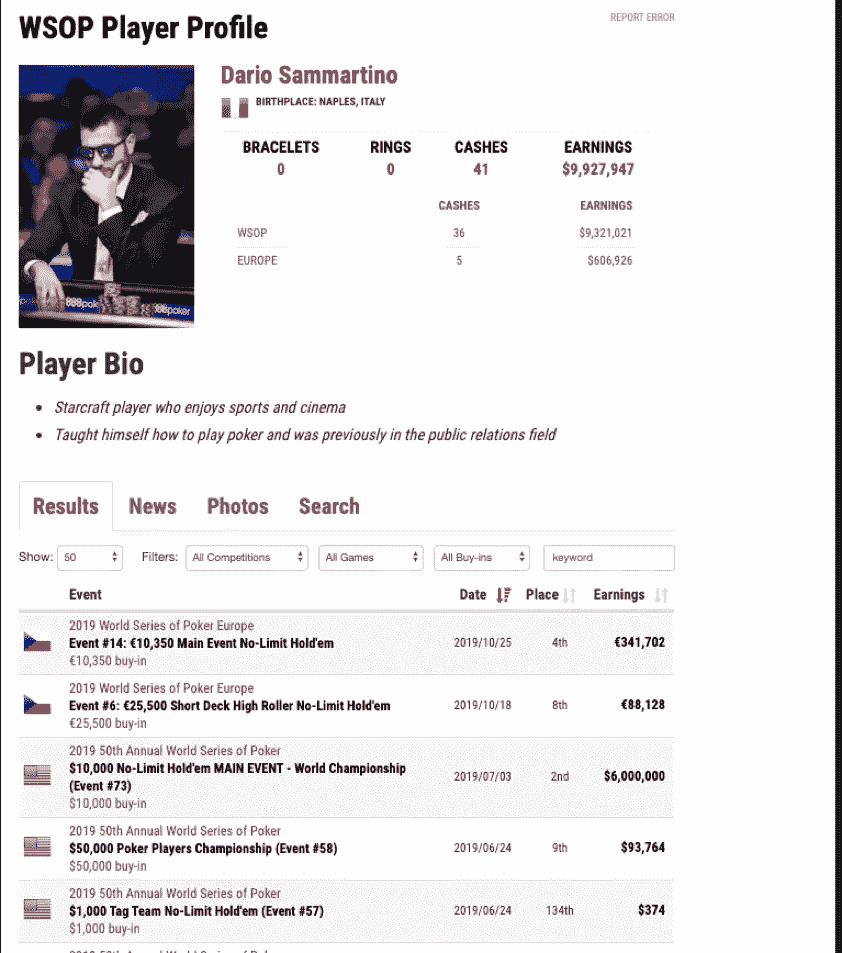 WSOP Player Profile
REPORT ERROR
Dario Sammartino
BIRTHPLACE: NAPLES, ITALY
BRACELETS RINGS CASHES EARNINGS
0 0 41 $9,927,947
CASHES EARNINGS
WSOP 36 $9,321,021
EUROPE 5 $606,926
888pok
888poker
Player Bio
• Starcraft player who enjoys sports and cinema
• Taught himself how to play poker and was previously in the public relations field
Results News Photos Search
Show: 50 Filters: All Competitions All Games All Buy-ins keyword
Event Date Place Earnings
2019 World Series of Poker Europe
Event #14: €10,350 Main Event No-Limit Hold'em 2019/10/25 4th €341,702
€10,350 buy-in
2019 World Series of Poker Europe
Event #6: €25,500 Short Deck High Roller No-Limit Hold'em 2019/10/18 8th €88,128
€25,500 buy-in
2019 50th Annual World Series of Poker
$10,000 No-Limit Hold'em MAIN EVENT - World Championship 2019/07/03 2nd $6,000,000
(Event #73)
$10,000 buy-in
2019 50th Annual World Series of Poker
$50,000 Poker Players Championship (Event #58) 2019/06/24 9th $93,764
$50,000 buy-in
2019 50th Annual World Series of Poker
$1,000 Tag Team No-Limit Hold'em (Event #57) 2019/06/24 134th $374
$1,000 buy-in